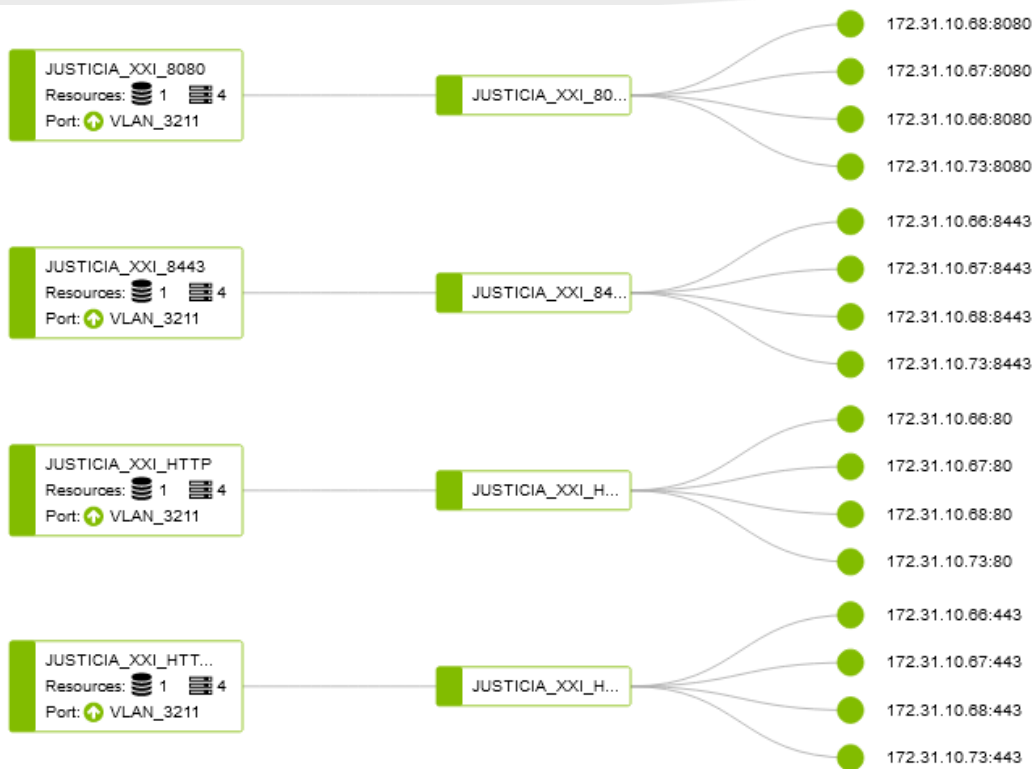 172.31.10.68:8080
JUSTICIA_XXI_8080
172.31.10.67:8080
Resources: 1 4
JUSTICIA_XXI_80...
Port: VLAN_3211
172.31.10.66:8080
172.31.10.73:8080
172.31.10.66:8443
JUSTICIA_XXI_8443
172.31.10.67:8443
Resources: 1 4
JUSTICIA_XXI_84...
Port: VLAN_3211
172.31.10.68:8443
172.31.10.73:8443
172.31.10.66:80
JUSTICIA_XXI_HTTP
172.31.10.67:80
Resources: 1 4
JUSTICIA_XXI_H...
Port: VLAN_3211
172.31.10.68:80
172.31.10.73:80
172.31.10.66:443
JUSTICIA_XXI_HTT...
172.31.10.67:443
Resources: 1 4
JUSTICIA_XXI_H...
Port: VLAN_3211
172.31.10.68:443
172.31.10.73:443